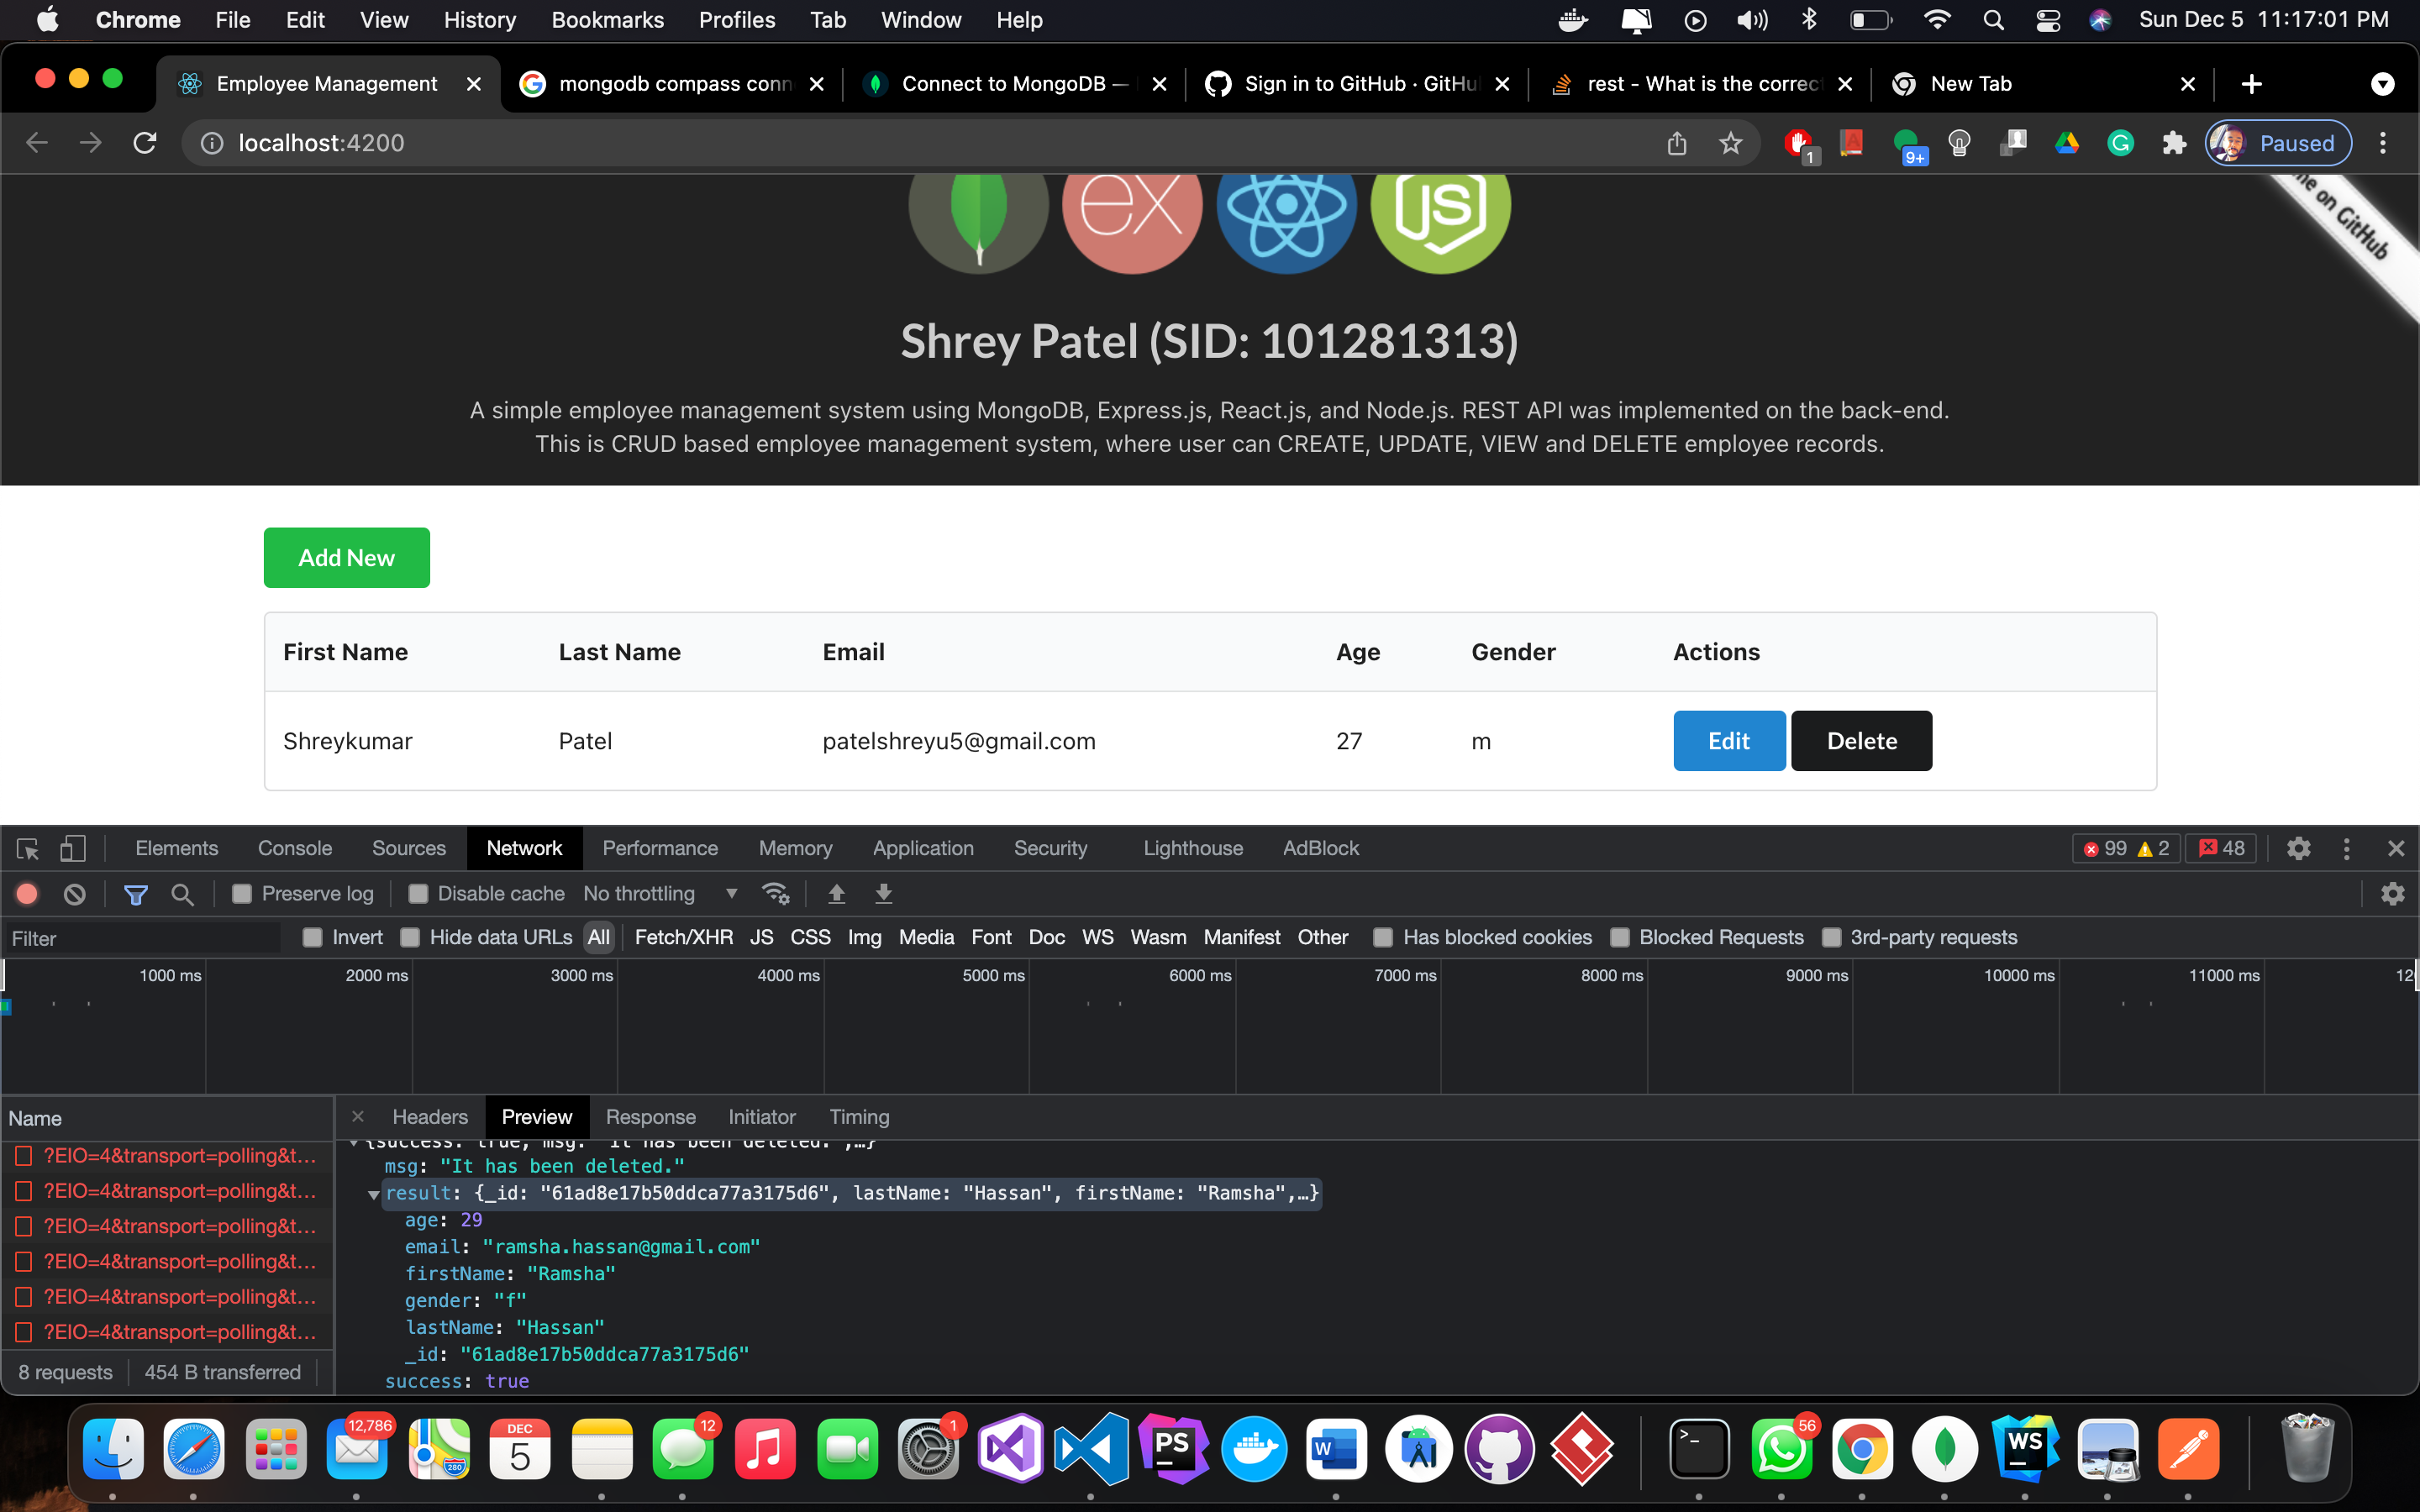 Chrome File Edit View History Bookmarks Profiles Tab Window Help Sun Dec 5 11:17:01 PM
Employee Management mongodb compass conn Connect to MongoDB — Sign in to GitHub · GitHu rest - What is the correct New Tab
localhost:4200 1 9+ Paused
me on GitHub
ex JS
Shrey Patel (SID: 101281313)
A simple employee management system using MongoDB, Express.js, React.js, and Node.js. REST API was implemented on the back-end.
This is CRUD based employee management system, where user can CREATE, UPDATE, VIEW and DELETE employee records.
Add New
First Name Last Name Email Age Gender Actions
Shreykumar Patel patelshreyu5@gmail.com 27 m Edit Delete
Elements Console Sources Network Performance Memory Application Security Lighthouse AdBlock 99 2 48
Preserve log Disable cache No throttling
Filter Invert Hide data URLs All Fetch/XHR JS CSS Img Media Font Doc WS Wasm Manifest Other Has blocked cookies Blocked Requests 3rd-party requests
1000 ms 2000 ms 3000 ms 4000 ms 5000 ms 6000 ms 7000 ms 8000 ms 9000 ms 10000 ms 11000 ms 12
Name Headers Preview Response Initiator Timing
{success: true, msg: "It has been deleted.",…}
?EIO=4&transport=polling&t...
msg: "It has been deleted."
?EIO=4&transport=polling&t...
result: {_id: "61ad8e17b50ddca77a3175d6", lastName: "Hassan", firstName: "Ramsha",…}
age: 29
?EIO=4&transport=polling&t...
email: "ramsha.hassan@gmail.com"
?EIO=4&transport=polling&t...
firstName: "Ramsha"
?EIO=4&transport=polling&t...
gender: "f"
?EIO=4&transport=polling&t...
lastName: "Hassan"
_id: "61ad8e17b50ddca77a3175d6"
8 requests 454 B transferred
success: true
12,786 DEC 5 280 12 1 PS W >_ 56 WS